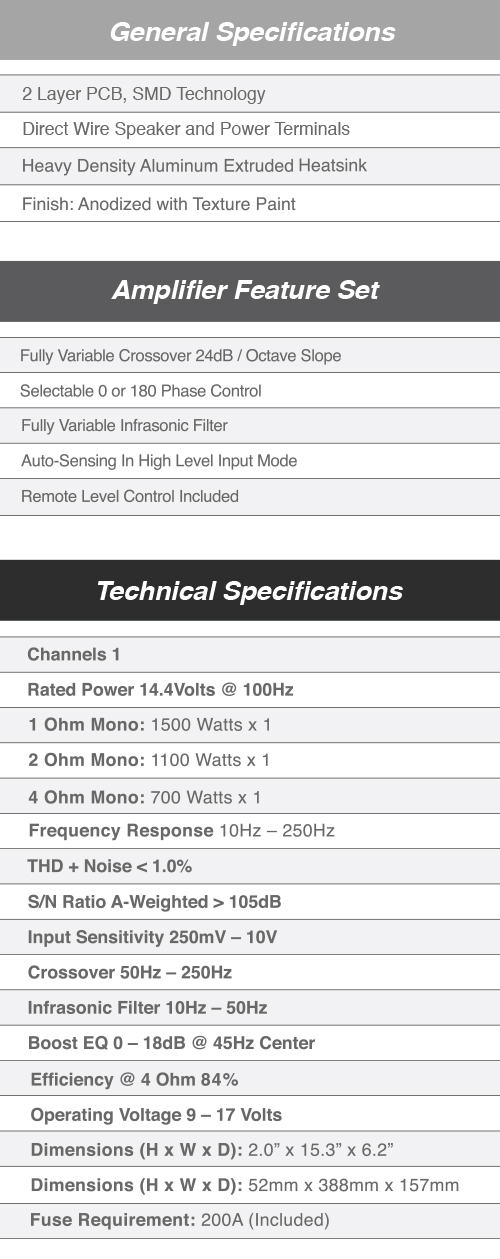 General Specifications
2 Layer PCB, SMD Technology
Direct Wire Speaker and Power Terminals
Heavy Density Aluminum Extruded Heatsink
Finish: Anodized with Texture Paint
Amplifier Feature Set
Fully Variable Crossover 24dB / Octave Slope
Selectable 0 or 180 Phase Control
Fully Variable Infrasonic Filter
Auto-Sensing In High Level Input Mode
Remote Level Control Included
Technical Specifications
Channels 1
Rated Power 14.4Volts @ 100Hz
1 Ohm Mono: 1500 Watts x 1
2 Ohm Mono: 1100 Watts x 1
4 Ohm Mono: 700 Watts x 1
Frequency Response 10Hz – 250Hz
THD + Noise < 1.0%
S/N Ratio A-Weighted > 105dB
Input Sensitivity 250mV – 10V
Crossover 50Hz – 250Hz
Infrasonic Filter 10Hz – 50Hz
Boost EQ 0 – 18dB @ 45Hz Center
Efficiency @ 4 Ohm 84%
Operating Voltage 9 – 17 Volts
Dimensions (H x W x D): 2.0” x 15.3” x 6.2”
Dimensions (H x W x D): 52mm x 388mm x 157mm
Fuse Requirement: 200A (Included)